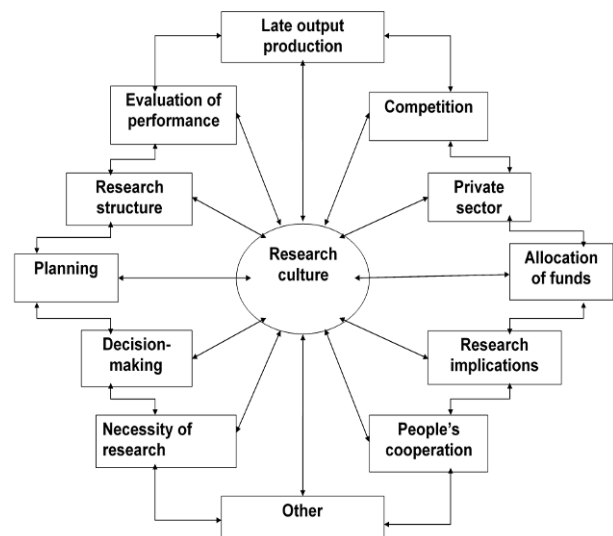 Late output
production
Evaluation of
performance
Competition
Research
structure
Private
sector
Research
culture
Planning
Allocation
of funds
Decision-
making
Research
implications
Necessity of
research
People's
cooperation
Other